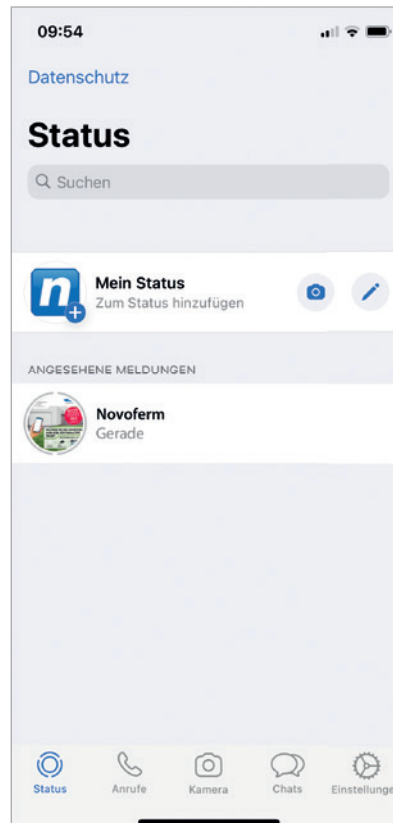 09:54
Datenschutz
Status
Suchen
n
Mein Status
Zum Status hinzufügen
ANGESEHENE MELDUNGEN
Novoferm
Gerade
Status
Anrufe
Kamera
Chats
Einstellunge